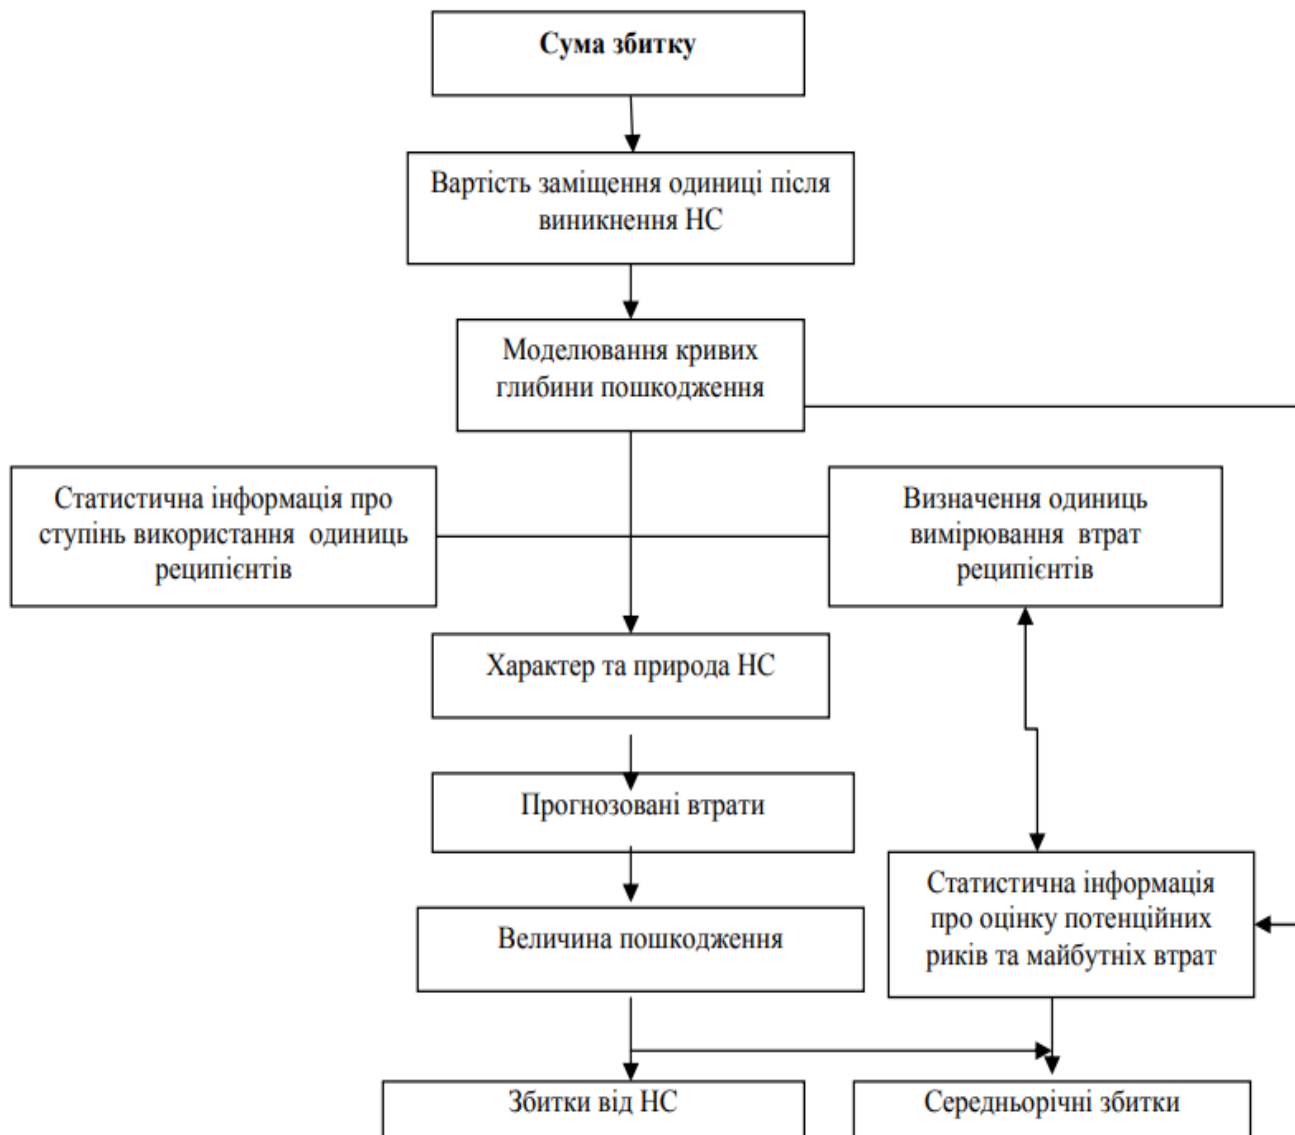 Сума збитку
Вартість заміщення одиниці після
виникнення НС
Моделювання кривих
глибини пошкодження
Статистична інформація про
ступінь використання одиниць
реципієнтів
Визначення одиниць
вимірювання втрат
реципієнтів
Характер та природа НС
Прогнозовані втрати
Величина пошкодження
Статистична інформація
про оцінку потенційних
риків та майбутніх втрат
Збитки від НС
Середньорічні збитки